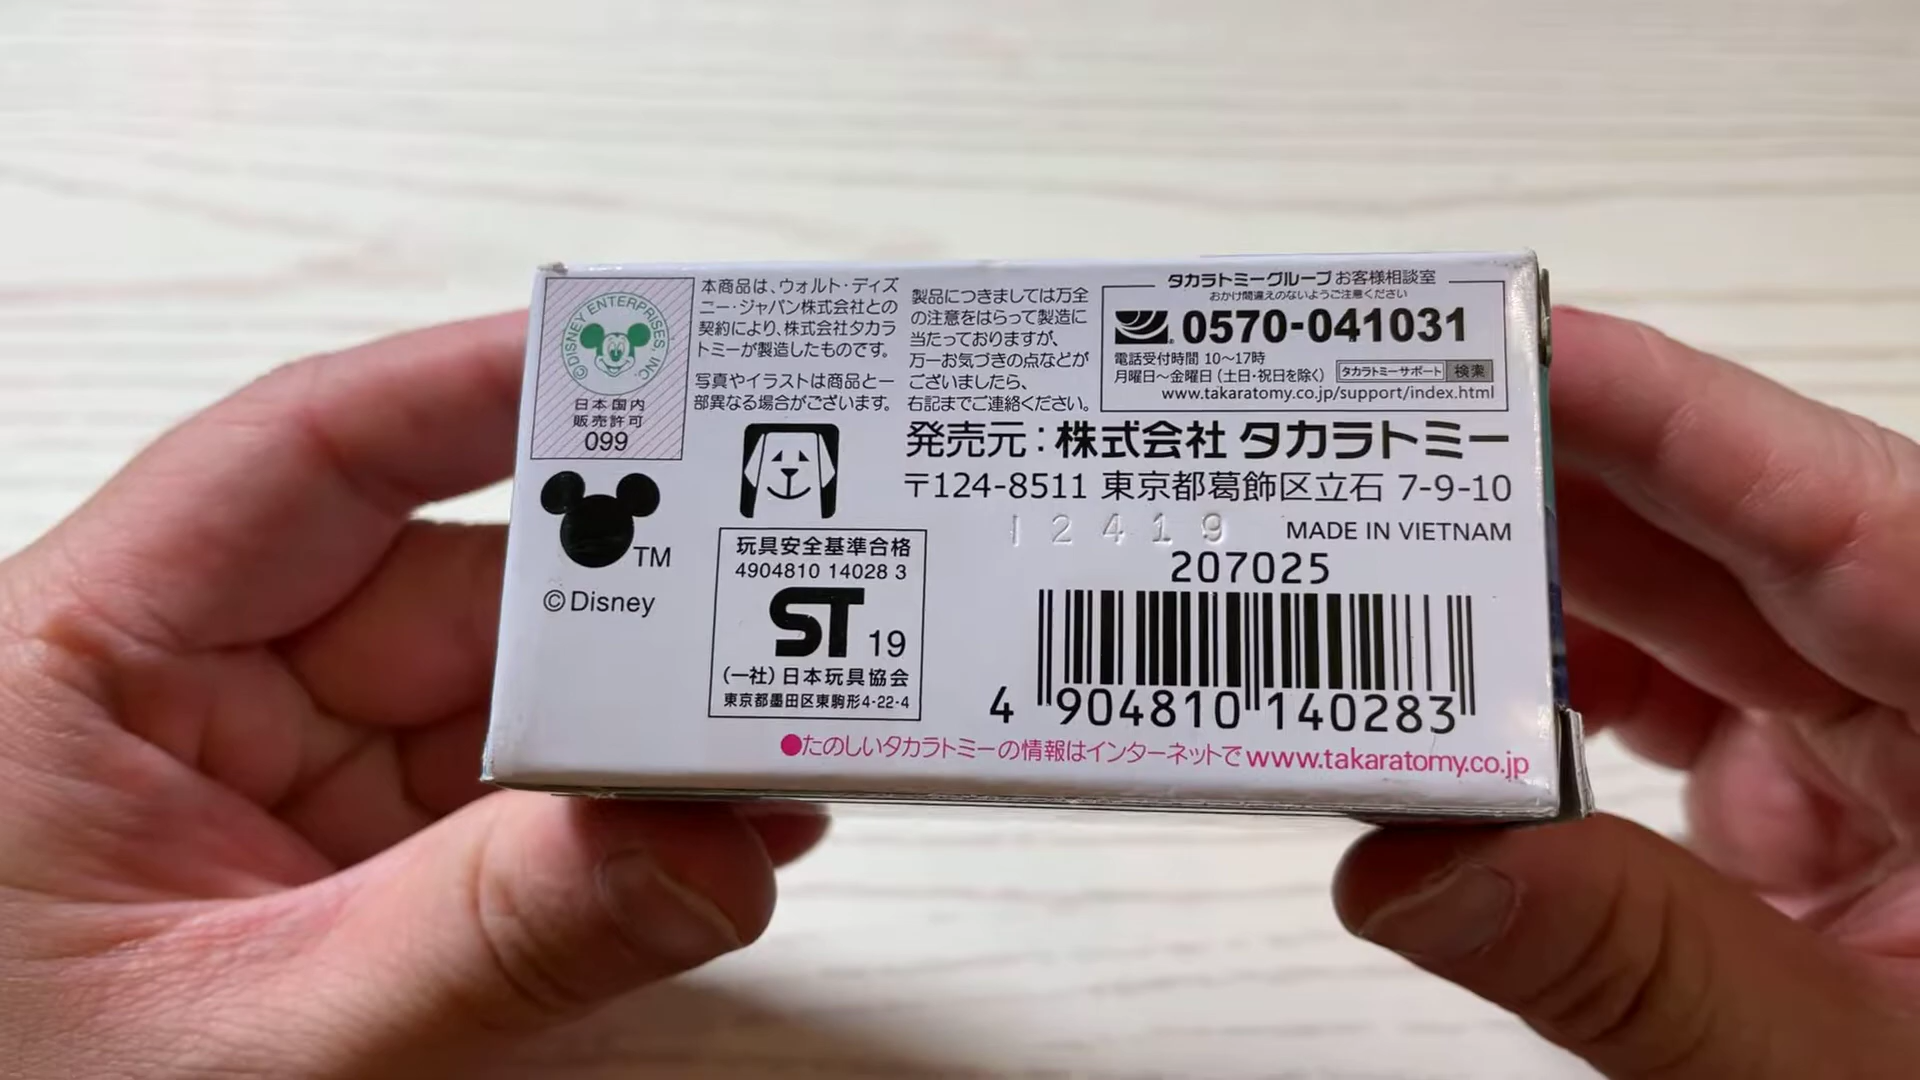 ©DISNEY ENTERPRISES, INC.
日本国内
販売許可
099
本商品は、ウォルト・ディズ
ニー・ジャパン株式会社との
契約により、株式会社タカラ
トミーが製造したものです。
写真やイラストは商品と一
部異なる場合がございます。
製品につきましては万全
の注意をはらって製造に
当たっておりますが、
万一お気づきの点などが
ございましたら、
右記までご連絡ください。
タカラトミーグループ お客様相談室
おかけ間違えのないようご注意ください
0570-041031
電話受付時間 10〜17時
月曜日〜金曜日（土日・祝日を除く） タカラトミーサポート 検索
www.takaratomy.co.jp/support/index.html
発売元：株式会社 タカラトミー
〒124-8511 東京都葛飾区立石 7-9-10
12419 MADE IN VIETNAM
207025
4 904810 140283
TM
©Disney
玩具安全基準合格
4904810 14028 3
ST 19
（一社）日本玩具協会
東京都墨田区東駒形4-22-4
●たのしいタカラトミーの情報はインターネットで www.takaratomy.co.jp